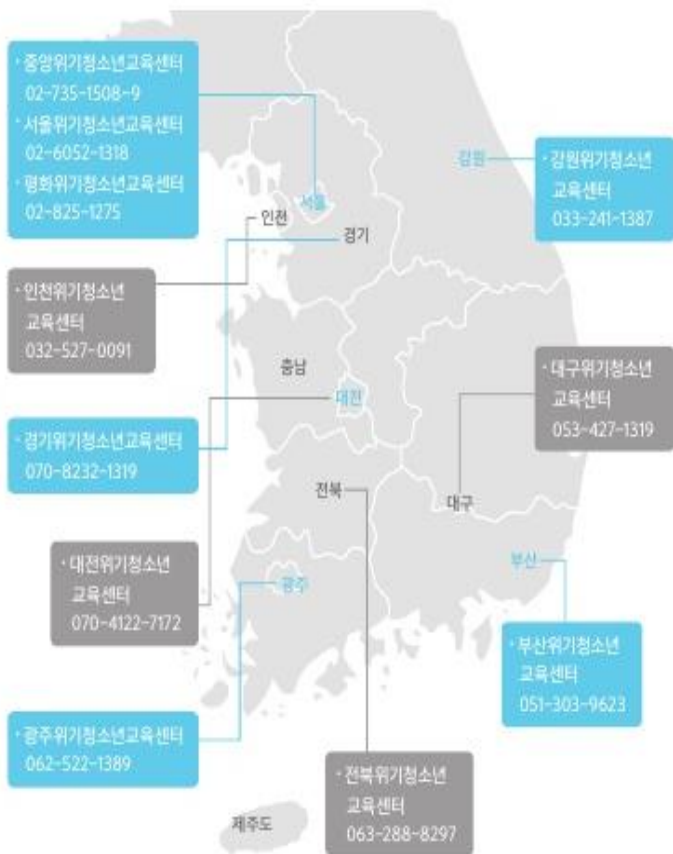 · 중앙위기청소년교육센터
02-735-1508-9
· 서울위기청소년교육센터
02-6052-1318
· 평화위기청소년교육센터
02-825-1275
강원
· 강원위기청소년
교육센터
033-241-1387
서울
인천
경기
· 인천위기청소년
교육센터
032-527-0091
충남
대전
· 대구위기청소년
교육센터
053-427-1319
· 경기위기청소년교육센터
070-8232-1319
전북
대구
· 대전위기청소년
교육센터
070-4122-7172
광주
부산
· 부산위기청소년
교육센터
051-303-9623
· 광주위기청소년교육센터
062-522-1389
· 전북위기청소년
교육센터
063-288-8297
제주도